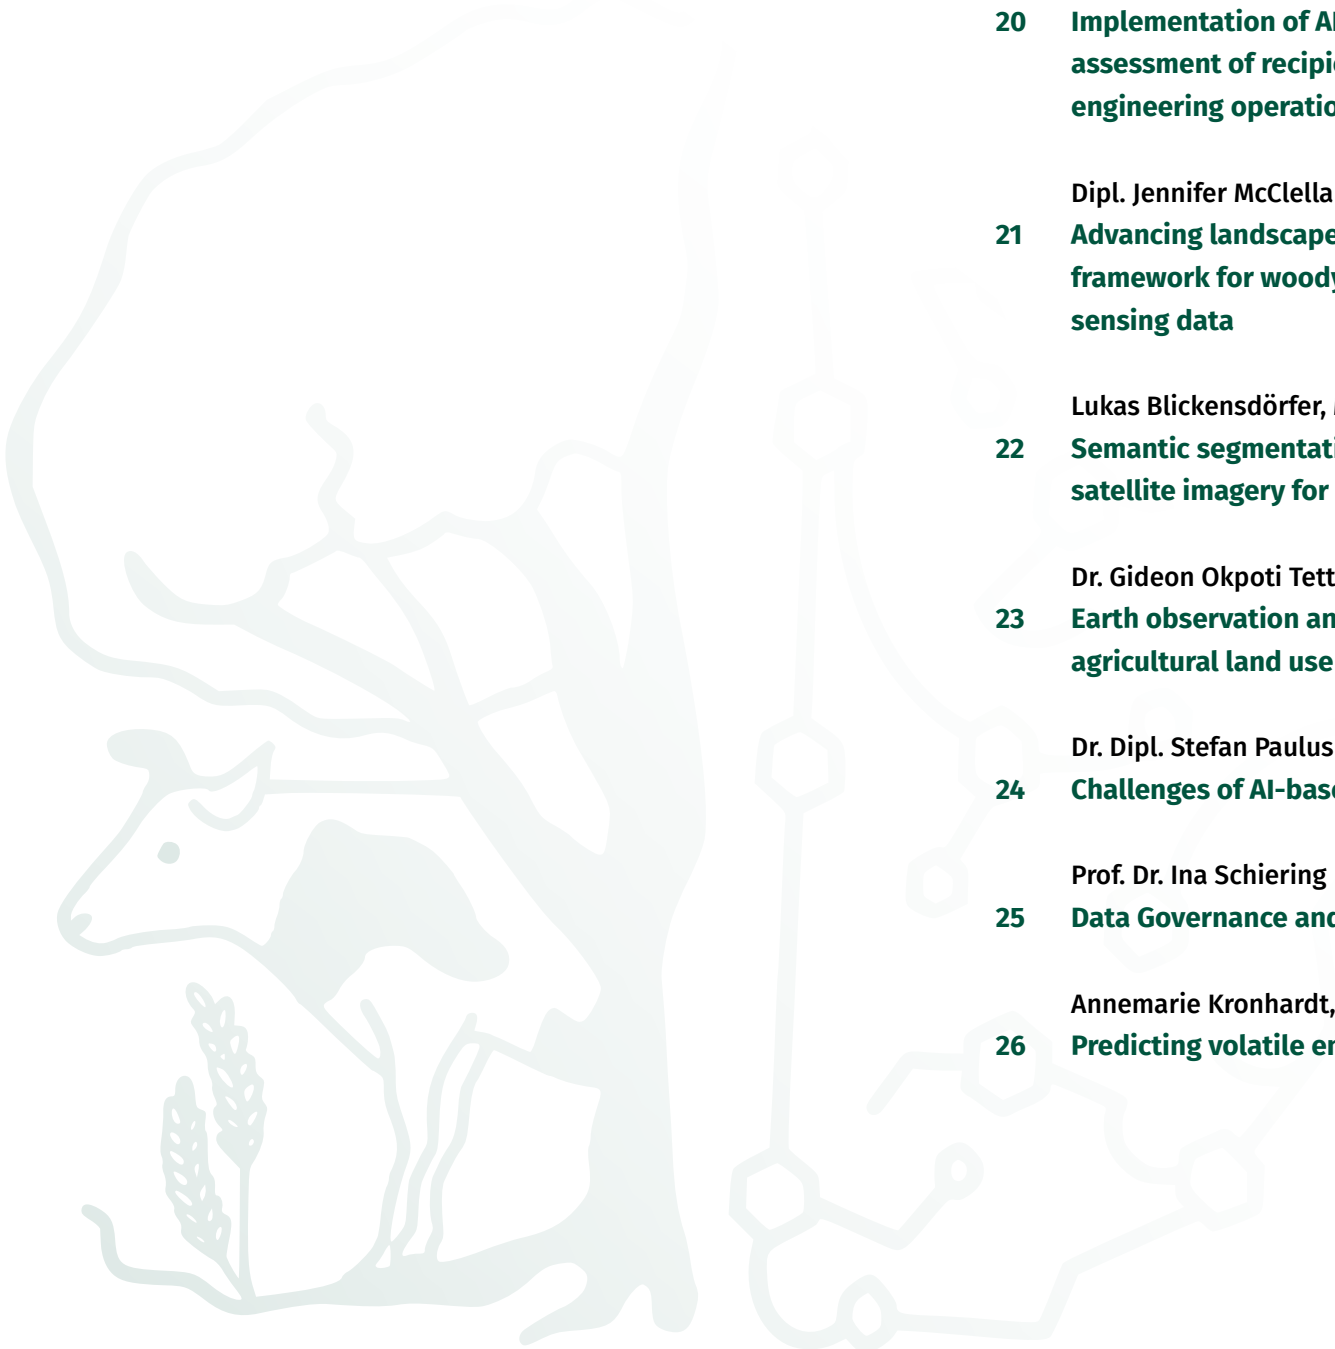 20 Implementation of AI
assessment of recipi
engineering operatio
Dipl. Jennifer McClella
21 Advancing landscape
framework for woody
sensing data
Lukas Blickensdörfer,
22 Semantic segmentati
satellite imagery for
Dr. Gideon Okpoti Tett
23 Earth observation an
agricultural land use
Dr. Dipl. Stefan Paulus
24 Challenges of AI-base
Prof. Dr. Ina Schiering
25 Data Governance and
Annemarie Kronhardt,
26 Predicting volatile e